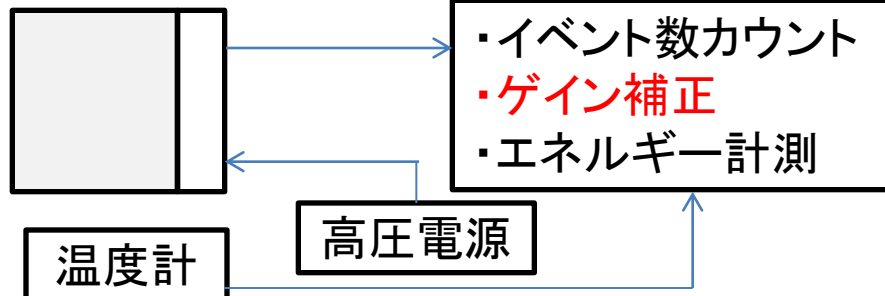 ・イベント数カウント
・ゲイン補正
・エネルギー計測
高圧電源
温度計